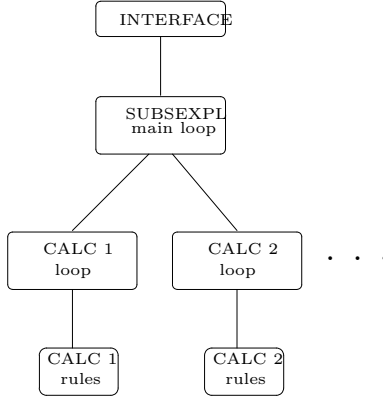 INTERFACE
SUBSEXPL
main loop
CALC 1
loop
CALC 2
loop
. . .
CALC 1
rules
CALC 2
rules